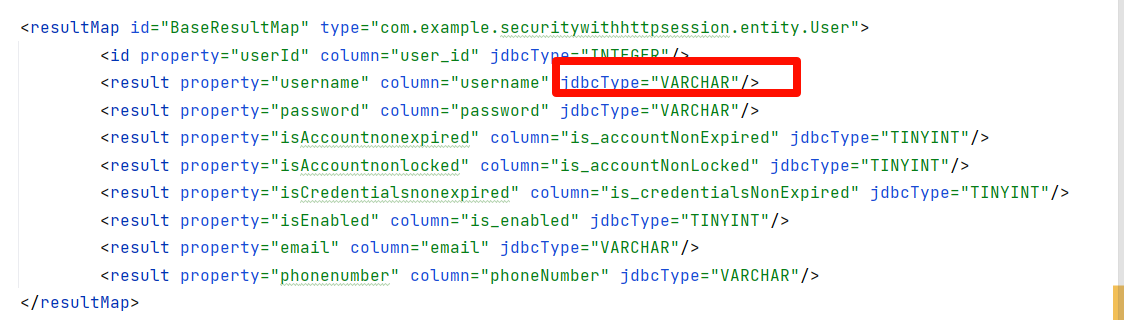 <resultMap id="BaseResultMap" type="com.example.securitywithhttpsession.entity.User">
<id property="userId" column="user_id" jdbcType="INTEGER"/>
<result property="username" column="username" jdbcType="VARCHAR"/>
<result property="password" column="password" jdbcType="VARCHAR"/>
<result property="isAccountnonexpired" column="is_accountNonExpired" jdbcType="TINYINT"/>
<result property="isAccountnonlocked" column="is_accountNonLocked" jdbcType="TINYINT"/>
<result property="isCredentialsnonexpired" column="is_credentialsNonExpired" jdbcType="TINYINT"/>
<result property="isEnabled" column="is_enabled" jdbcType="TINYINT"/>
<result property="email" column="email" jdbcType="VARCHAR"/>
<result property="phonenumber" column="phoneNumber" jdbcType="VARCHAR"/>
</resultMap>